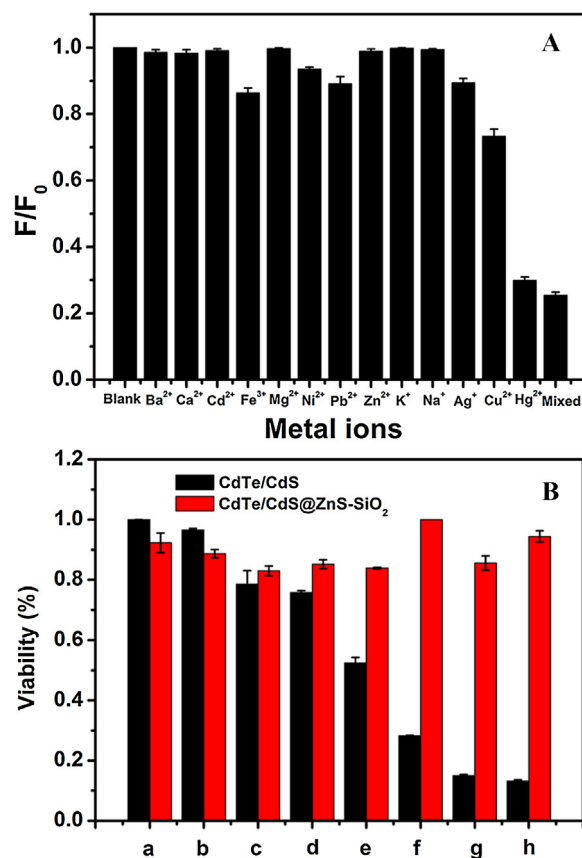 A
1.0
0.8
0.6
0.4
0.2
0.0
F/F₀
Blank Ba²⁺ Ca²⁺ Cd²⁺ Fe³⁺ Mg²⁺ Ni²⁺ Pb²⁺ Zn²⁺ K⁺ Na⁺ Ag⁺ Cu²⁺ Hg²⁺ Mixed
Metal ions
B
CdTe/CdS
CdTe/CdS@ZnS-SiO₂
1.2
1.0
0.8
0.6
0.4
0.2
0.0
Viability (%)
a b c d e f g h